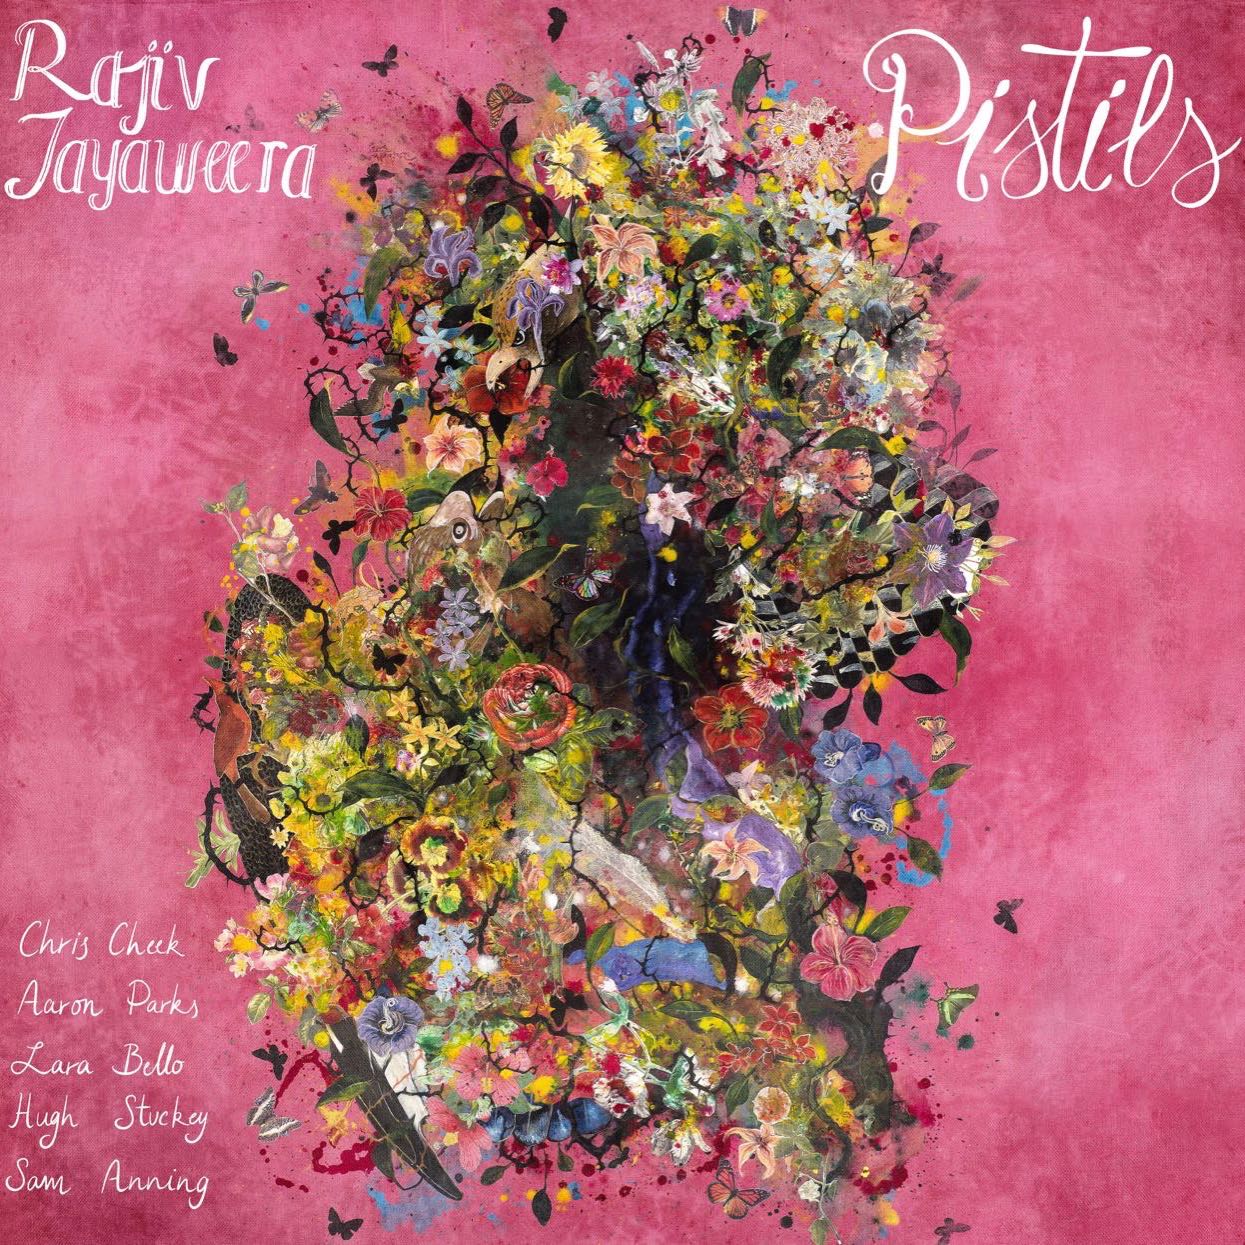 Rajiv
Jayaweera
Pistils
Chris Cheek
Aaron Parks
Lara Bello
Hugh Stuckey
Sam Anning